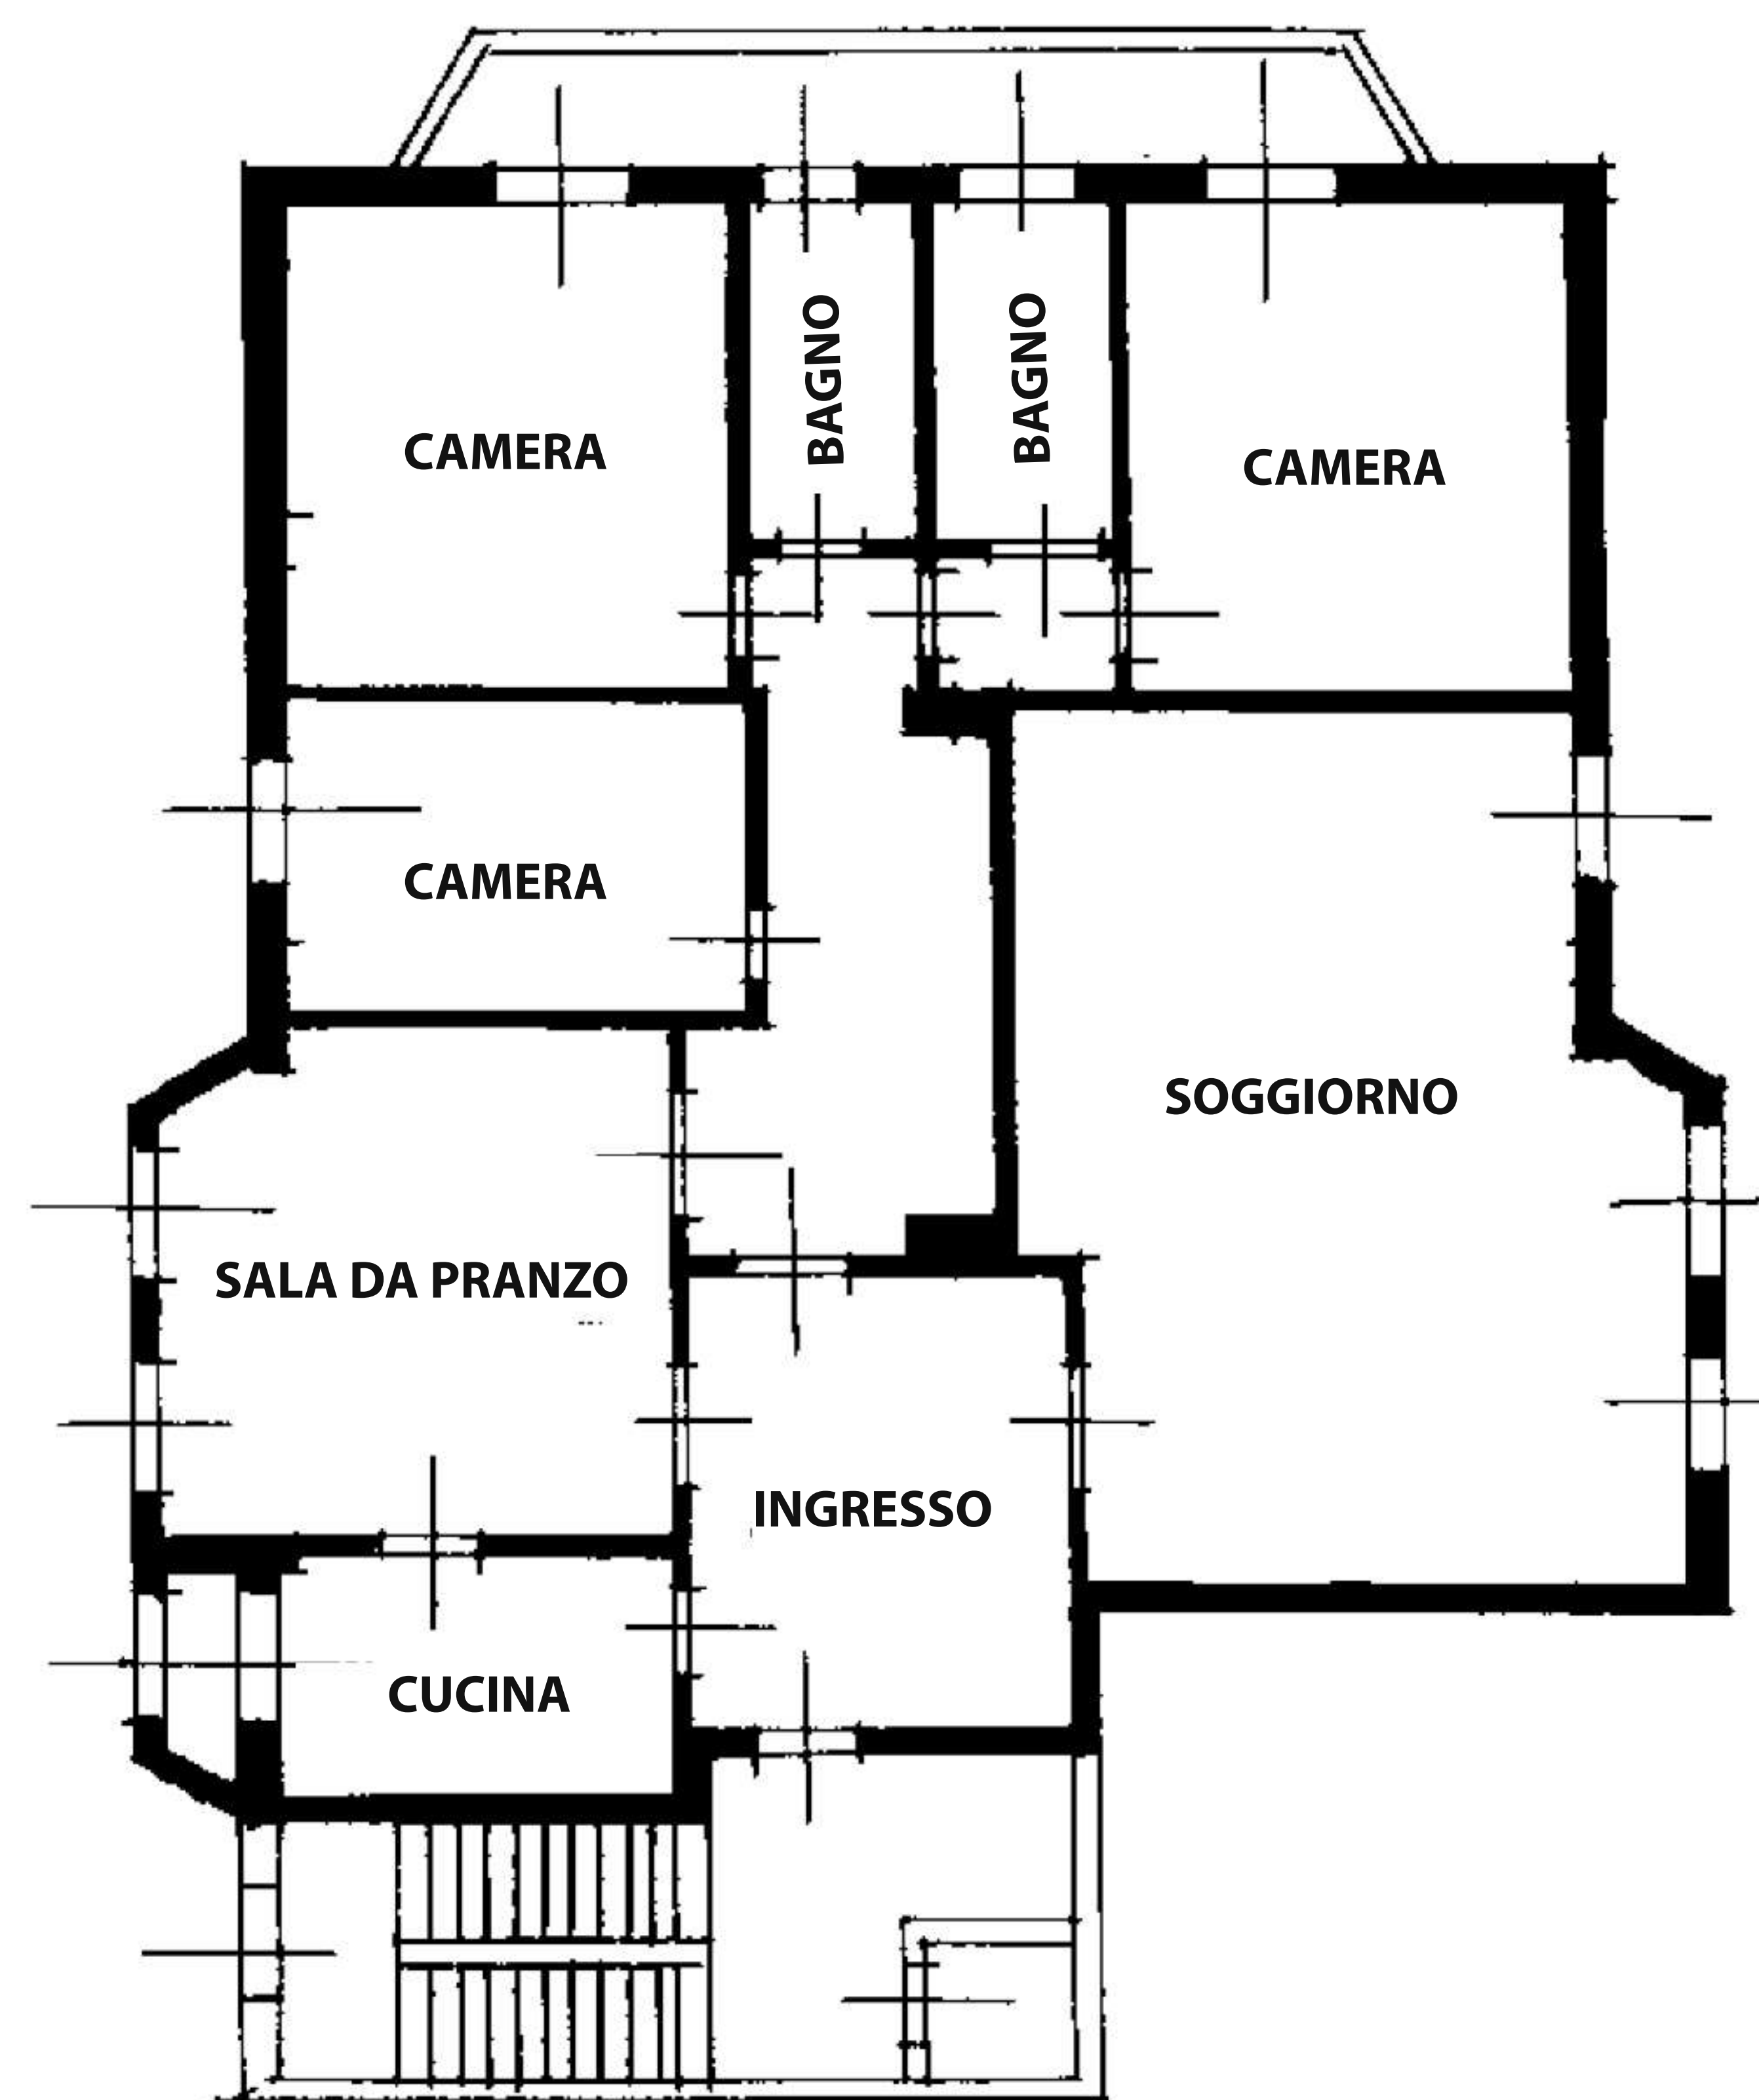 BAGNO
BAGNO
CAMERA
CAMERA
CAMERA
SOGGIORNO
SALA DA PRANZO
INGRESSO
CUCINA